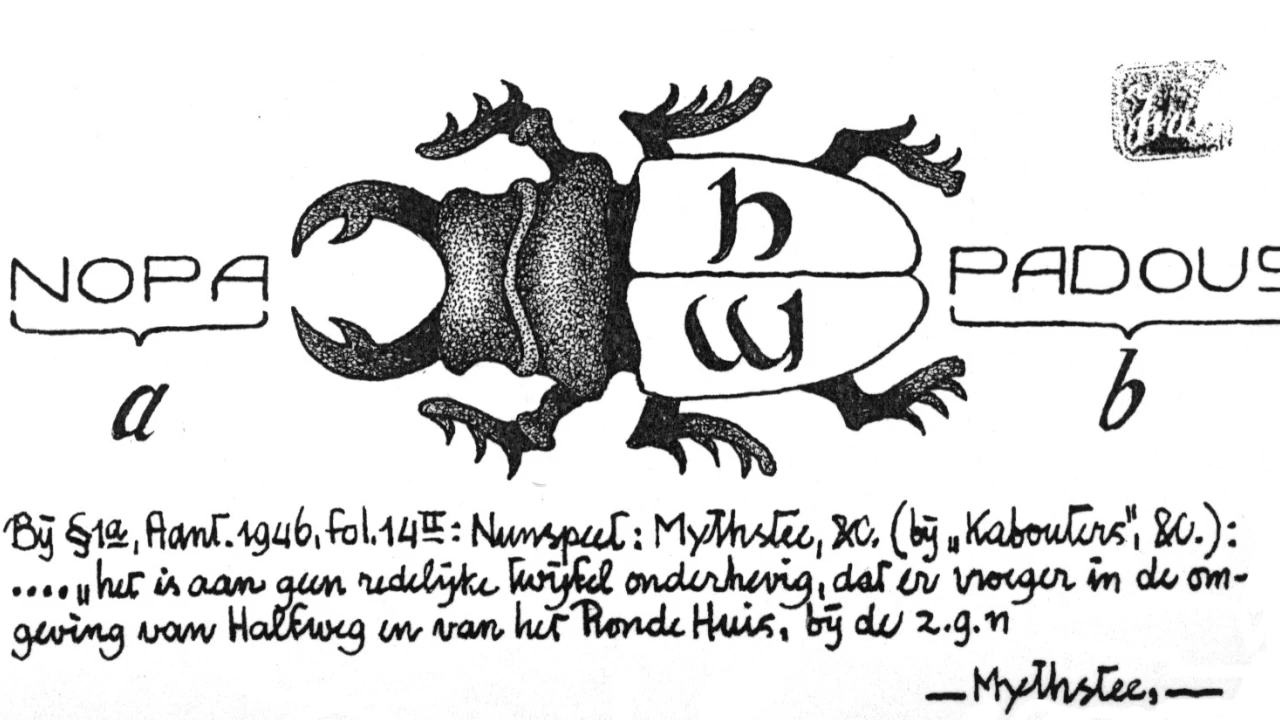 NOPA
h
w
PADOUS
a
b
Bij §1a, Aant. 1946, fol. 14II: Nunspeet: Mythstee, &c. (bij „Kabouters", &c.):
...."het is aan geen redelijke twijfel onderhevig, dat er vroeger in de om-
geving van Halfweg en van het Ronde Huis, bij de z.g.n
— Mythstee, —